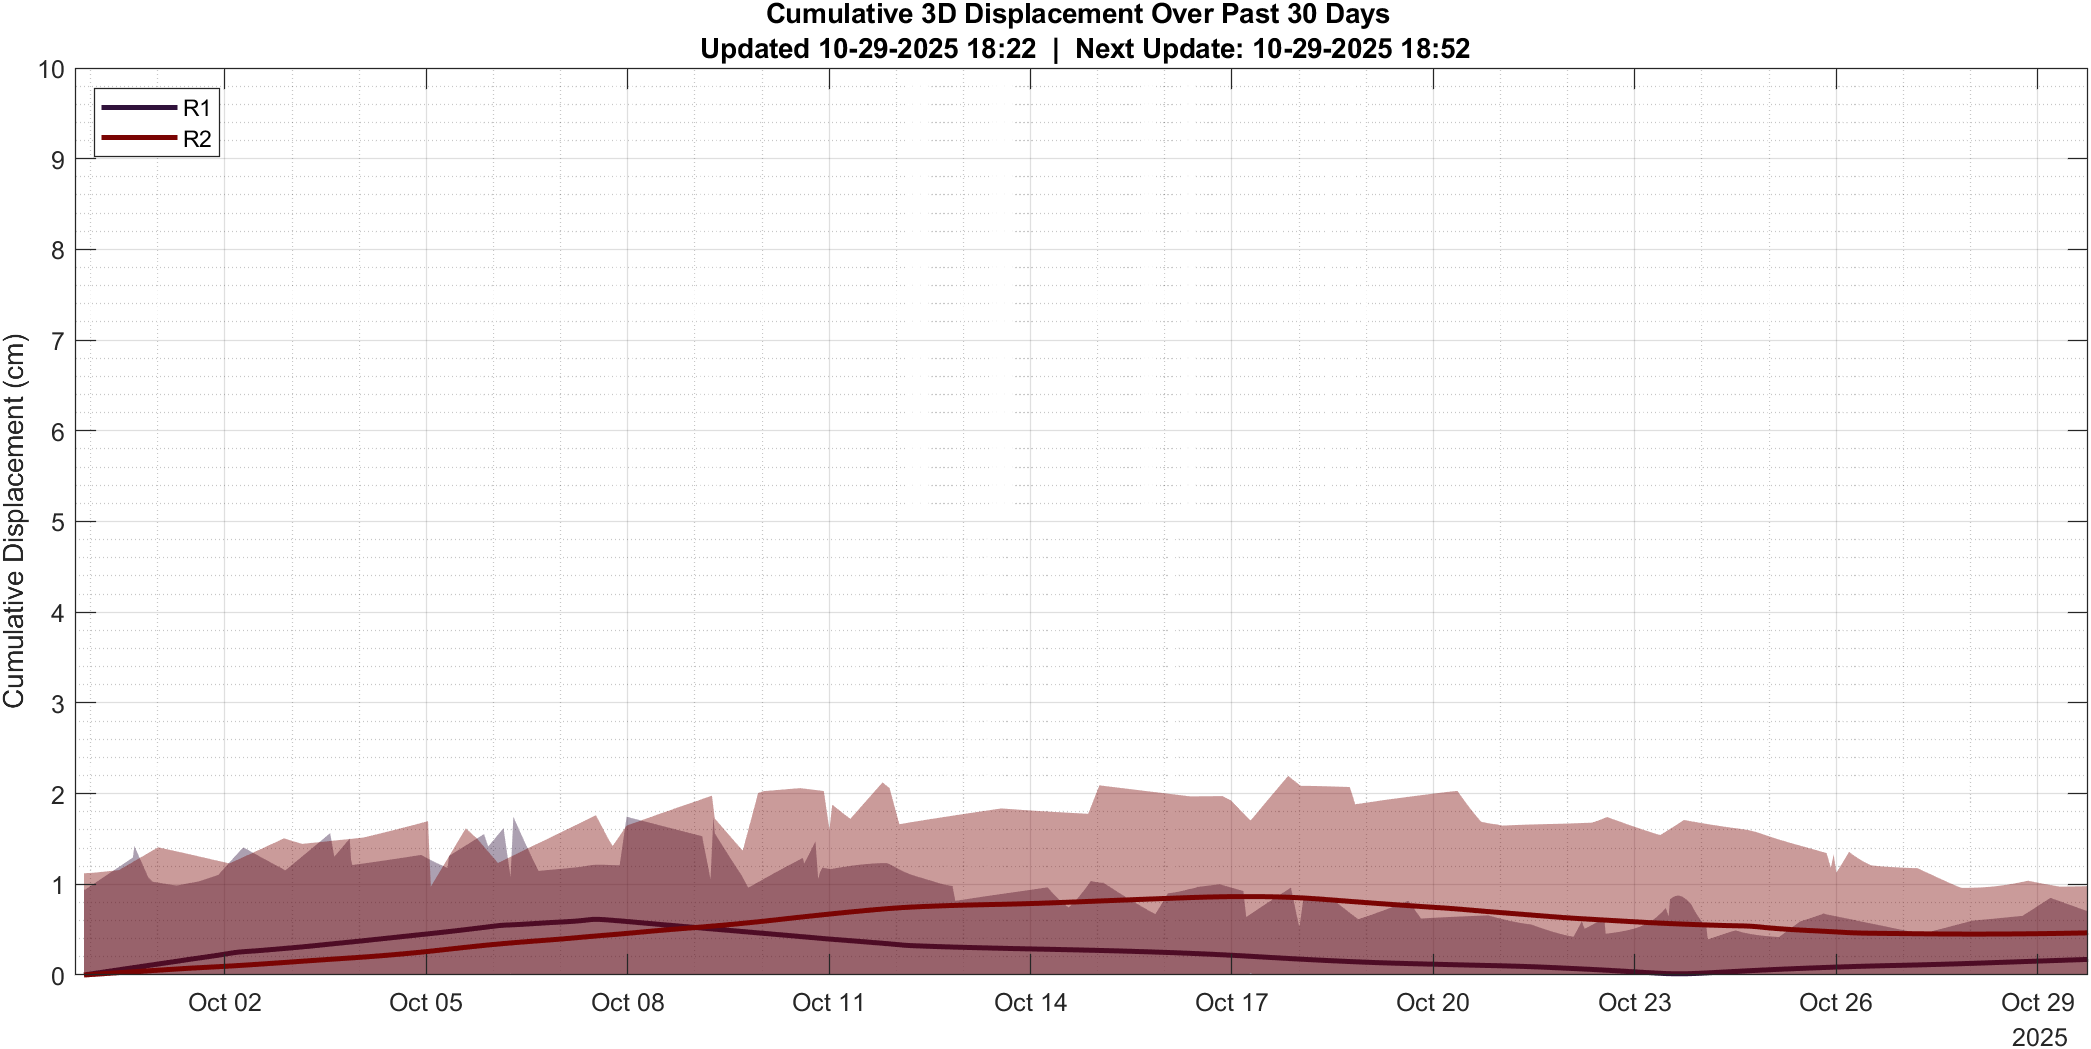 Cumulative 3D Displacement Over Past 30 Days
Updated 10-29-2025 18:22 | Next Update: 10-29-2025 18:52
R1
R2
Cumulative Displacement (cm)
10
9
8
7
6
5
4
3
2
1
0
Oct 02 Oct 05 Oct 08 Oct 11 Oct 14 Oct 17 Oct 20 Oct 23 Oct 26 Oct 29
2025